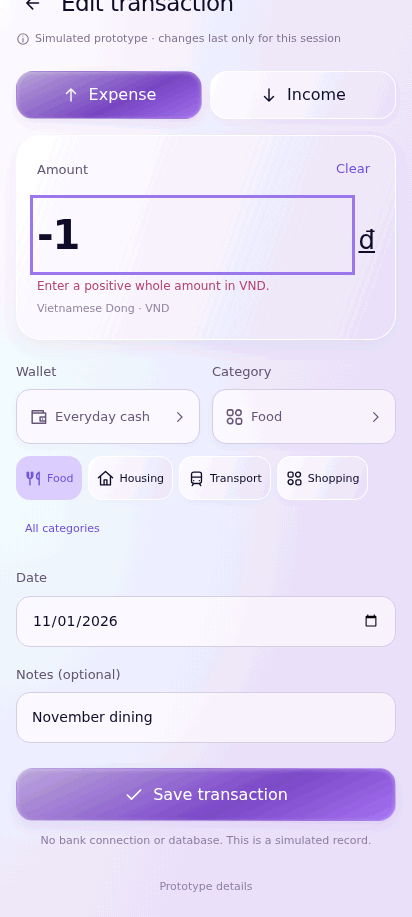 Edit transaction
Simulated prototype · changes last only for this session
Expense
Income
Amount
Clear
-1
đ
Enter a positive whole amount in VND.
Vietnamese Dong · VND
Wallet
Category
Everyday cash
Food
Food
Housing
Transport
Shopping
All categories
Date
11/01/2026
Notes (optional)
November dining
Save transaction
No bank connection or database. This is a simulated record.
Prototype details